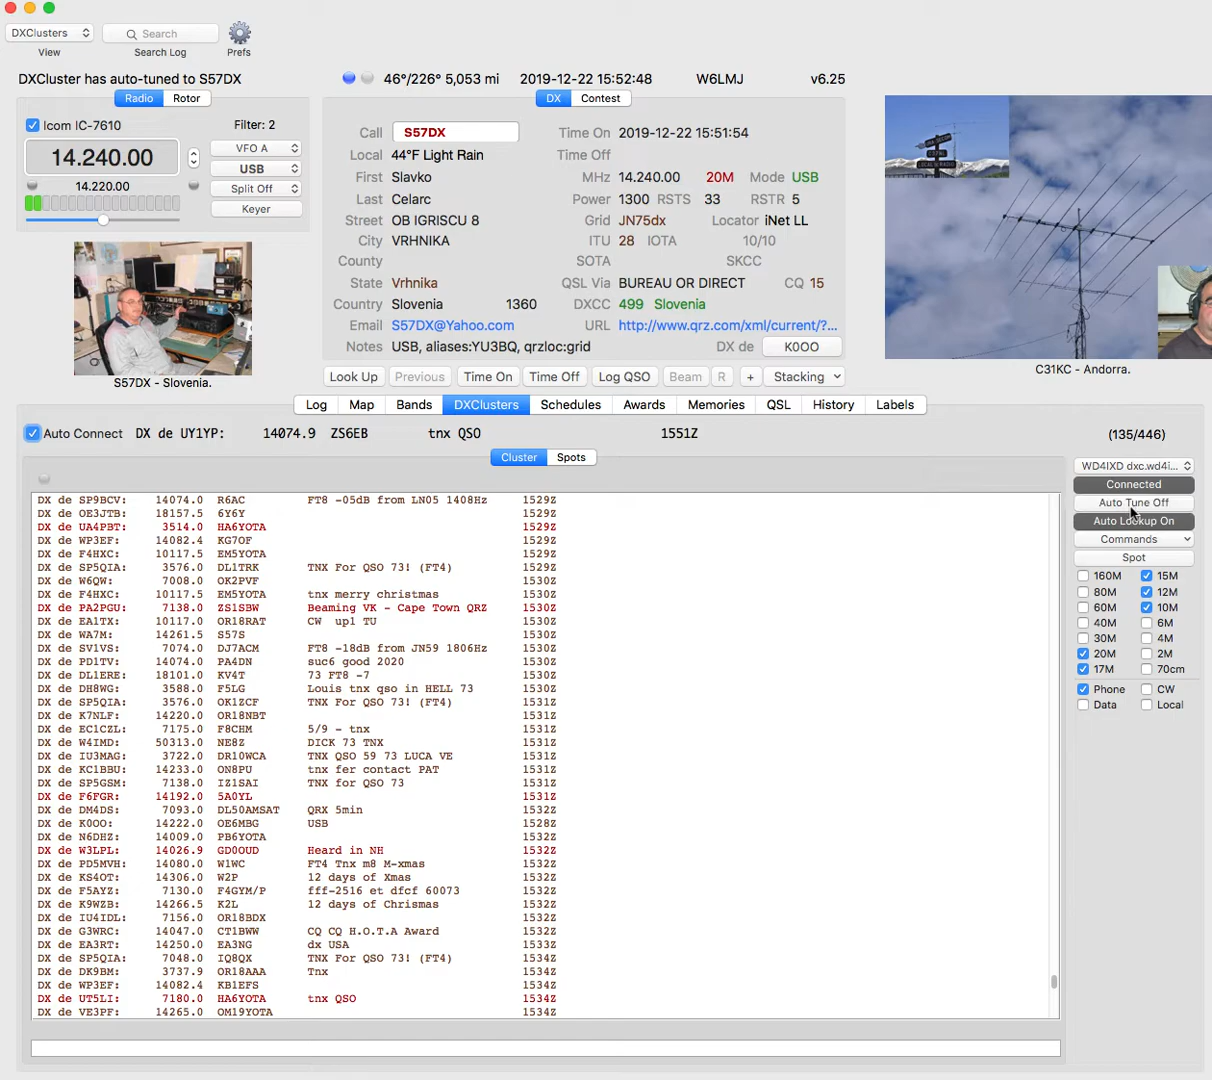 DXClusters
Search
View
Search Log
Prefs
DXCluster has auto-tuned to S57DX
46°/226° 5,053 mi
2019-12-22 15:52:48
W6LMJ
v6.25
Radio
Rotor
DX
Contest
Icom IC-7610
Filter: 2
14.240.00
VFO A
USB
14.220.00
Split Off
Keyer
S57DX - Slovenia.
Call S57DX Time On 2019-12-22 15:51:54
Local 44°F Light Rain Time Off
First Slavko MHz 14.240.00 20M Mode USB
Last Celarc Power 1300 RSTS 33 RSTR 5
Street OB IGRISCU 8 Grid JN75dx Locator iNet LL
City VRHNIKA ITU 28 IOTA 10/10
County SOTA SKCC
State Vrhnika QSL Via BUREAU OR DIRECT CQ 15
Country Slovenia 1360 DXCC 499 Slovenia
Email S57DX@Yahoo.com URL http://www.qrz.com/xml/current/?...
Notes USB, aliases:YU3BQ, qrzloc:grid DX de K0OO
Look Up Previous Time On Time Off Log QSO Beam R + Stacking
C31KC - Andorra.
Log Map Bands DXClusters Schedules Awards Memories QSL History Labels
Auto Connect DX de UY1YP: 14074.9 ZS6EB tnx QSO 1551Z (135/446)
Cluster Spots
DX de SP9BCV: 14074.0 R6AC FT8 -05dB from LN05 1408Hz 1529Z
DX de OE3JTB: 18157.5 6Y6Y 1529Z
DX de UA4PBT: 3514.0 HA6YOTA 1529Z
DX de WP3EF: 14082.4 KG7OF 1529Z
DX de F4HXC: 10117.5 EM5YOTA 1529Z
DX de SP5QIA: 3576.0 DL1TRK TNX For QSO 73! (FT4) 1529Z
DX de W6QW: 7008.0 OK2PVF 1530Z
DX de F4HXC: 10117.5 EM5YOTA tnx merry christmas 1530Z
DX de PA2PGU: 7138.0 ZS1SBW Beaming VK - Cape Town QRZ 1530Z
DX de EA1TX: 10117.0 OR18RAT CW up1 TU 1530Z
DX de WA7M: 14261.5 S57S 1530Z
DX de SV1VS: 7074.0 DJ7ACM FT8 -18dB from JN59 1806Hz 1530Z
DX de PD1TV: 14074.0 PA4DN suc6 good 2020 1530Z
DX de DL1ERE: 18101.0 KV4T 73 FT8 -7 1530Z
DX de DH8WG: 3588.0 F5LG Louis tnx qso in HELL 73 1530Z
DX de SP5QIA: 3576.0 OK1ZCF TNX For QSO 73! (FT4) 1530Z
DX de K7NLF: 14220.0 OR18NBT 1530Z
DX de EC1CZL: 7175.0 F8CHM 5/9 - tnx 1531Z
DX de W4IMD: 50313.0 NE8Z DICK 73 TNX 1531Z
DX de IU3MAG: 3722.0 DR10WCA TNX QSO 59 73 LUCA VE 1531Z
DX de KC1BBU: 14233.0 ON8PU tnx fer contact PAT 1531Z
DX de SP5GSM: 7138.0 IZ1SAI TNX for QSO 73 1531Z
DX de F6FGR: 14192.0 5A0YL 1531Z
DX de DM4DS: 7093.0 DL50AMSAT QRX 5min 1531Z
DX de K0OO: 14222.0 OE6MBG USB 1528Z
DX de N6DHZ: 14009.0 PB6YOTA 1532Z
DX de W3LPL: 14026.9 GD0OUD Heard in NH 1532Z
DX de PD5MVH: 14080.0 W1WC FT4 Tnx m8 M-xmas 1532Z
DX de KS4OT: 14306.0 W2P 12 days of Xmas 1532Z
DX de F5AYZ: 7130.0 F4GYM/P fff-2516 et dfcf 60073 1532Z
DX de K9WZB: 14266.5 K2L 12 days of Chrismas 1532Z
DX de IU4IDL: 7156.0 OR18BDX 1532Z
DX de G3WRC: 14047.0 CT1BWW CQ CQ H.O.T.A Award 1532Z
DX de EA3RT: 14250.0 EA3NG dx USA 1533Z
DX de SP5QIA: 7048.0 IQ8QX TNX For QSO 73! (FT4) 1534Z
DX de DK9BM: 3737.9 OR18AAA Tnx 1534Z
DX de WP3EF: 14082.4 KB1EFS 1534Z
DX de UT5LI: 7180.0 HA6YOTA tnx QSO 1534Z
DX de VE3PF: 14265.0 OM19YOTA 1534Z
WD4IXD dxc.wd4i...
Connected
Auto Tune Off
Auto Lookup On
Commands
Spot
160M 15M
80M 12M
60M 10M
40M 6M
30M 4M
20M 2M
17M 70cm
Phone CW
Data Local